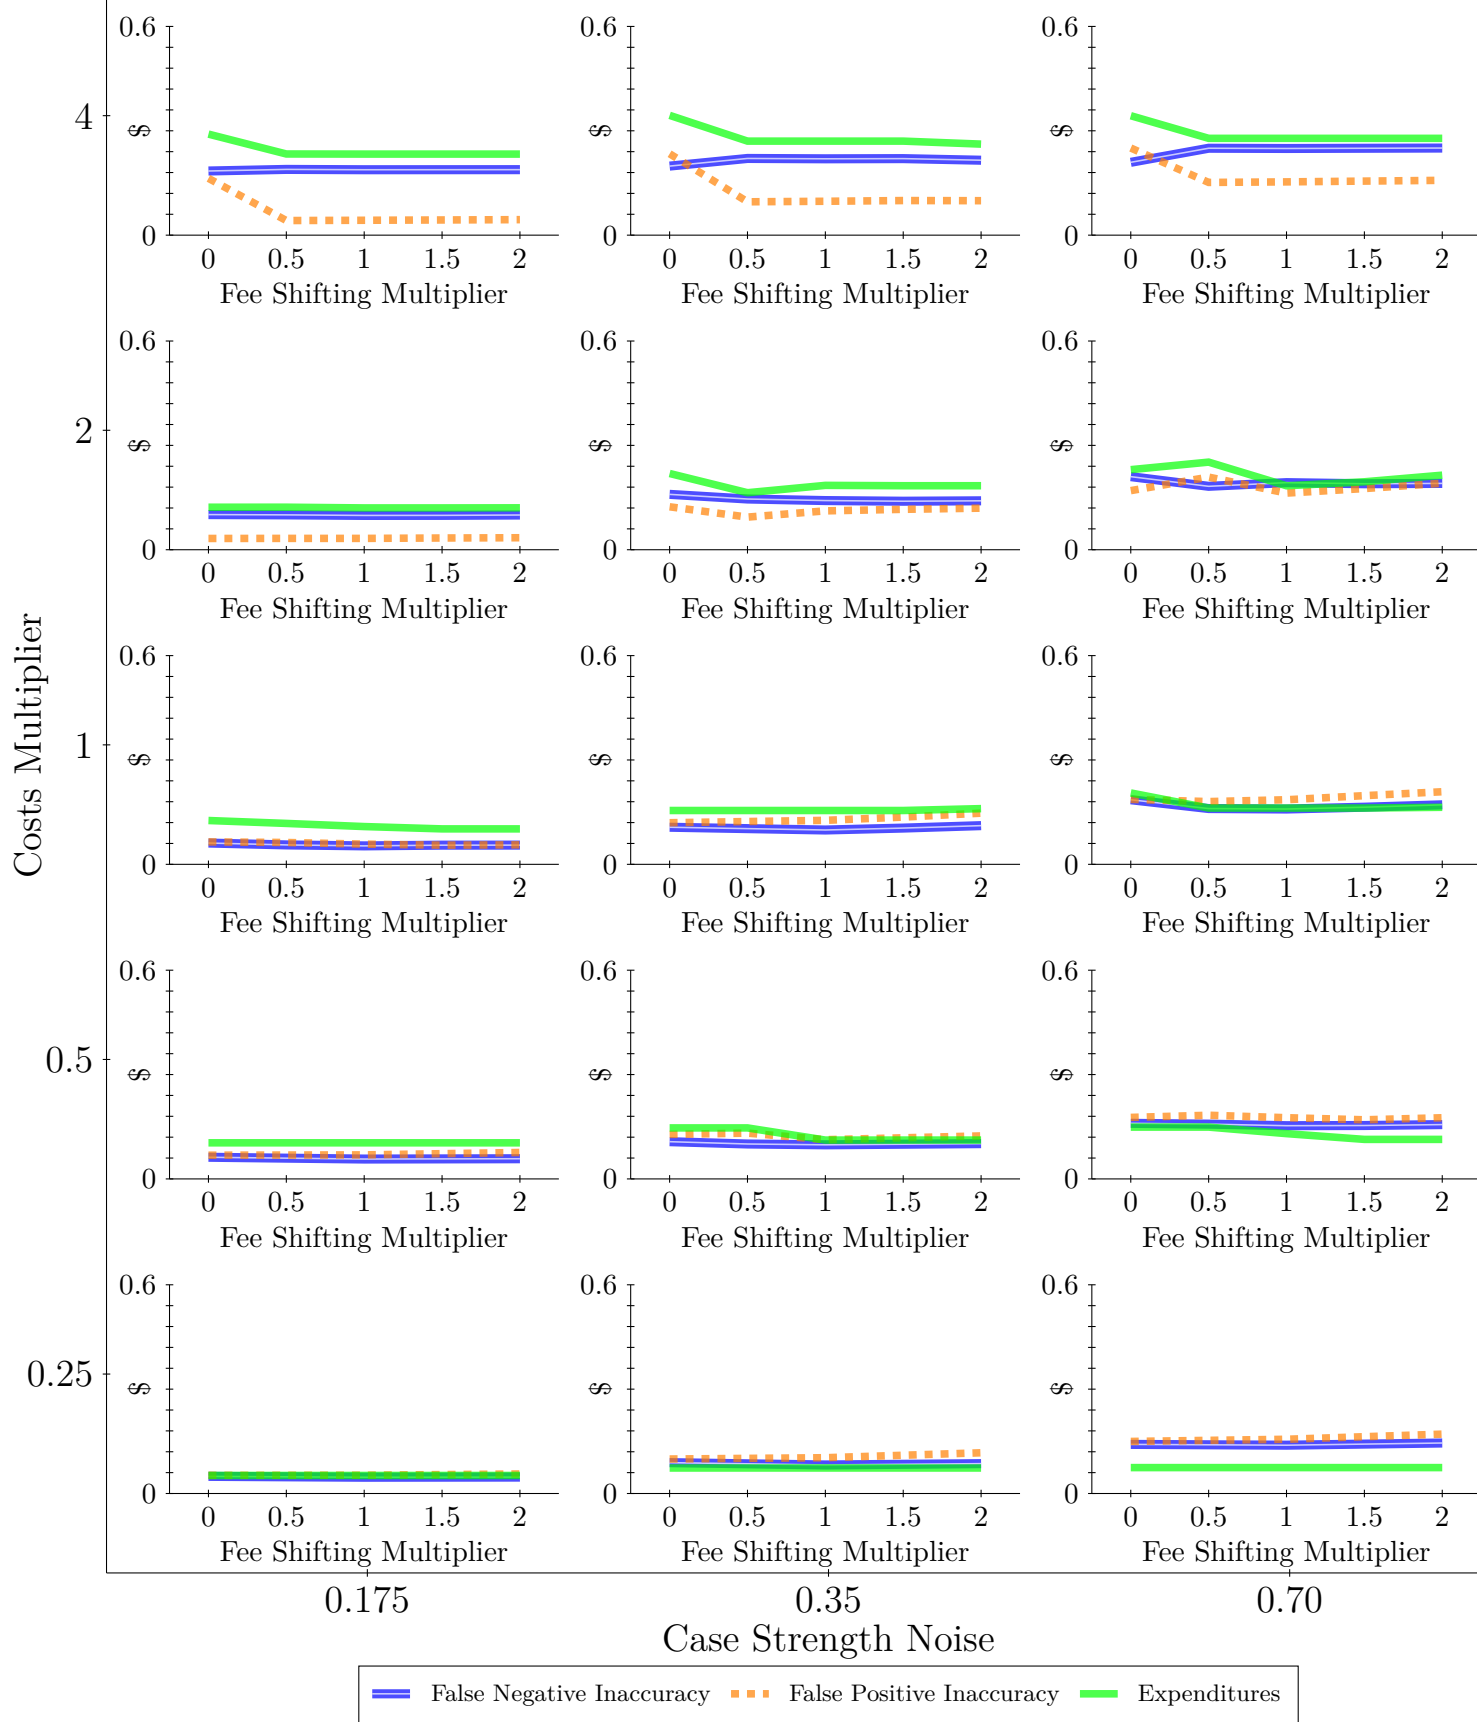 Costs Multiplier
4
0.6
$
0
0 0.5 1 1.5 2
Fee Shifting Multiplier
0.6
$
0
0 0.5 1 1.5 2
Fee Shifting Multiplier
0.6
$
0
0 0.5 1 1.5 2
Fee Shifting Multiplier
2
0.6
$
0
0 0.5 1 1.5 2
Fee Shifting Multiplier
0.6
$
0
0 0.5 1 1.5 2
Fee Shifting Multiplier
0.6
$
0
0 0.5 1 1.5 2
Fee Shifting Multiplier
1
0.6
$
0
0 0.5 1 1.5 2
Fee Shifting Multiplier
0.6
$
0
0 0.5 1 1.5 2
Fee Shifting Multiplier
0.6
$
0
0 0.5 1 1.5 2
Fee Shifting Multiplier
0.5
0.6
$
0
0 0.5 1 1.5 2
Fee Shifting Multiplier
0.6
$
0
0 0.5 1 1.5 2
Fee Shifting Multiplier
0.6
$
0
0 0.5 1 1.5 2
Fee Shifting Multiplier
0.25
0.6
$
0
0 0.5 1 1.5 2
Fee Shifting Multiplier
0.6
$
0
0 0.5 1 1.5 2
Fee Shifting Multiplier
0.6
$
0
0 0.5 1 1.5 2
Fee Shifting Multiplier
0.175 0.35 0.70
Case Strength Noise
False Negative Inaccuracy False Positive Inaccuracy Expenditures